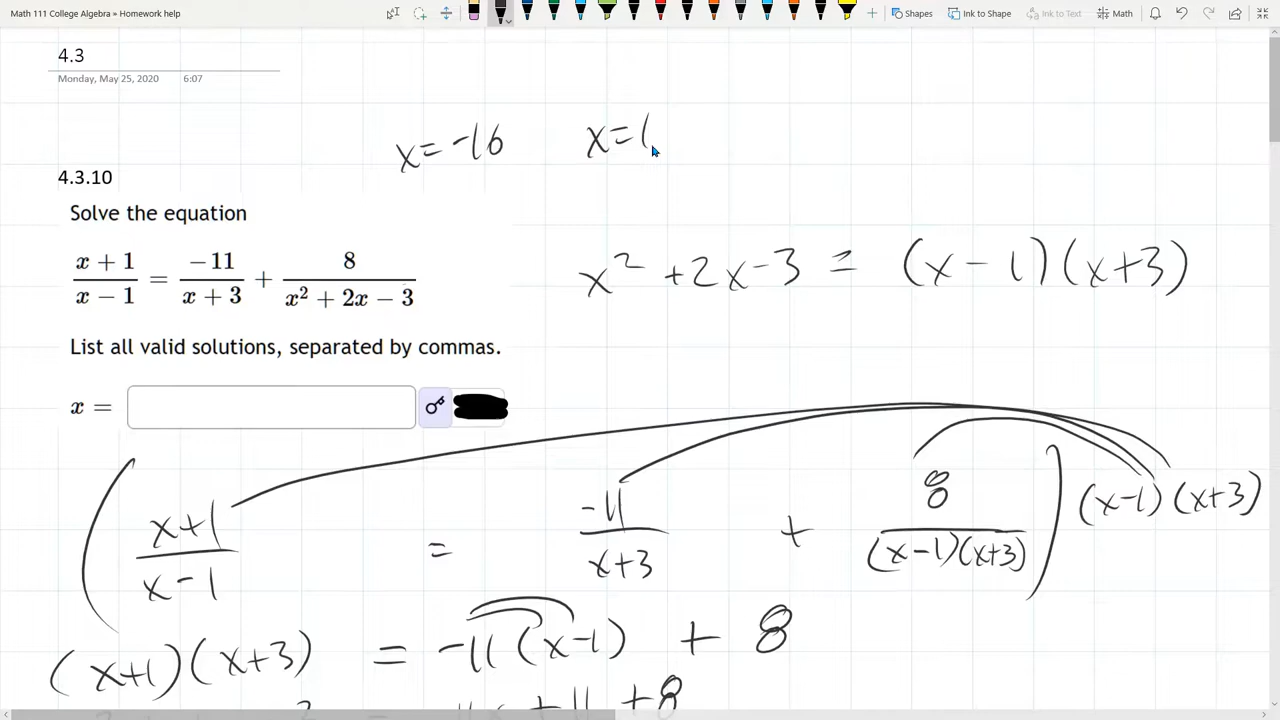 Math 111 College Algebra » Homework help
Shapes Ink to Shape Ink to Text Math
4.3
Monday, May 25, 2020 6:07
x = -16 x = 1
4.3.10
Solve the equation
(x + 1)/(x − 1) = −11/(x + 3) + 8/(x² + 2x − 3)
x² + 2x - 3 = (x - 1)(x + 3)
List all valid solutions, separated by commas.
x =
( (x+1)/(x-1) = -11/(x+3) + 8/((x-1)(x+3)) ) (x-1)(x+3)
(x+1)(x+3) = -11(x-1) + 8
+ 11 + 8